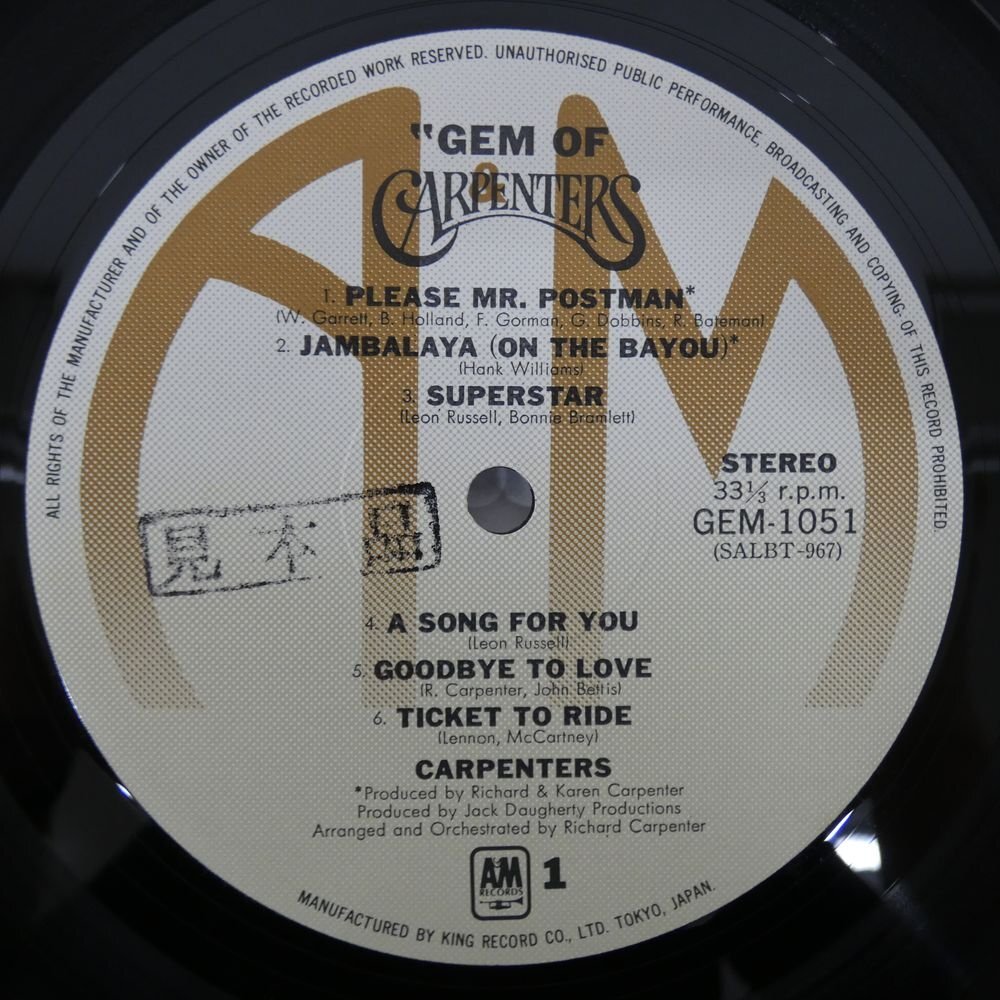 ALL RIGHTS OF THE MANUFACTURER AND OF THE OWNER OF THE RECORDED WORK RESERVED. UNAUTHORISED PUBLIC PERFORMANCE, BROADCASTING AND COPYING OF THIS RECORD PROHIBITED.
"GEM OF
CARPENTERS
1. PLEASE MR. POSTMAN*
(W. Garrett, B. Holland, F. Gorman, G. Dobbins, R. Bateman)
2. JAMBALAYA (ON THE BAYOU)*
(Hank Williams)
3. SUPERSTAR
(Leon Russell, Bonnie Bramlett)
STEREO
33⅓ r.p.m.
GEM-1051
(SALBT-967)
見本品
4. A SONG FOR YOU
(Leon Russell)
5. GOODBYE TO LOVE
(R. Carpenter, John Bettis)
6. TICKET TO RIDE
(Lennon, McCartney)
CARPENTERS
*Produced by Richard & Karen Carpenter
Produced by Jack Daugherty Productions
Arranged and Orchestrated by Richard Carpenter
A&M RECORDS
1
MANUFACTURED BY KING RECORD CO., LTD. TOKYO, JAPAN.